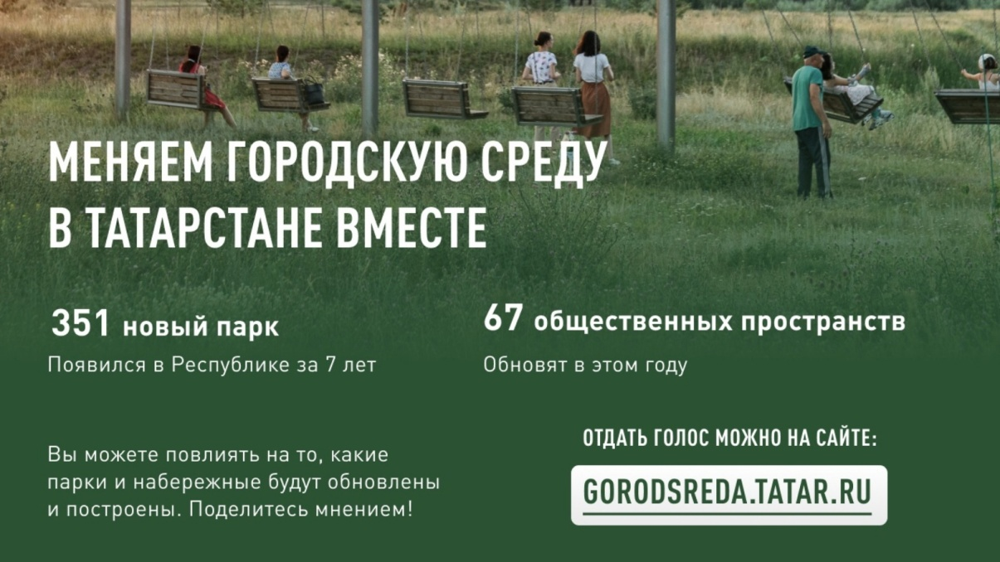 МЕНЯЕМ ГОРОДСКУЮ СРЕДУ
В ТАТАРСТАНЕ ВМЕСТЕ
351 новый парк
Появился в Республике за 7 лет
67 общественных пространств
Обновят в этом году
Вы можете повлиять на то, какие
парки и набережные будут обновлены
и построены. Поделитесь мнением!
ОТДАТЬ ГОЛОС МОЖНО НА САЙТЕ:
GORODSREDA.TATAR.RU